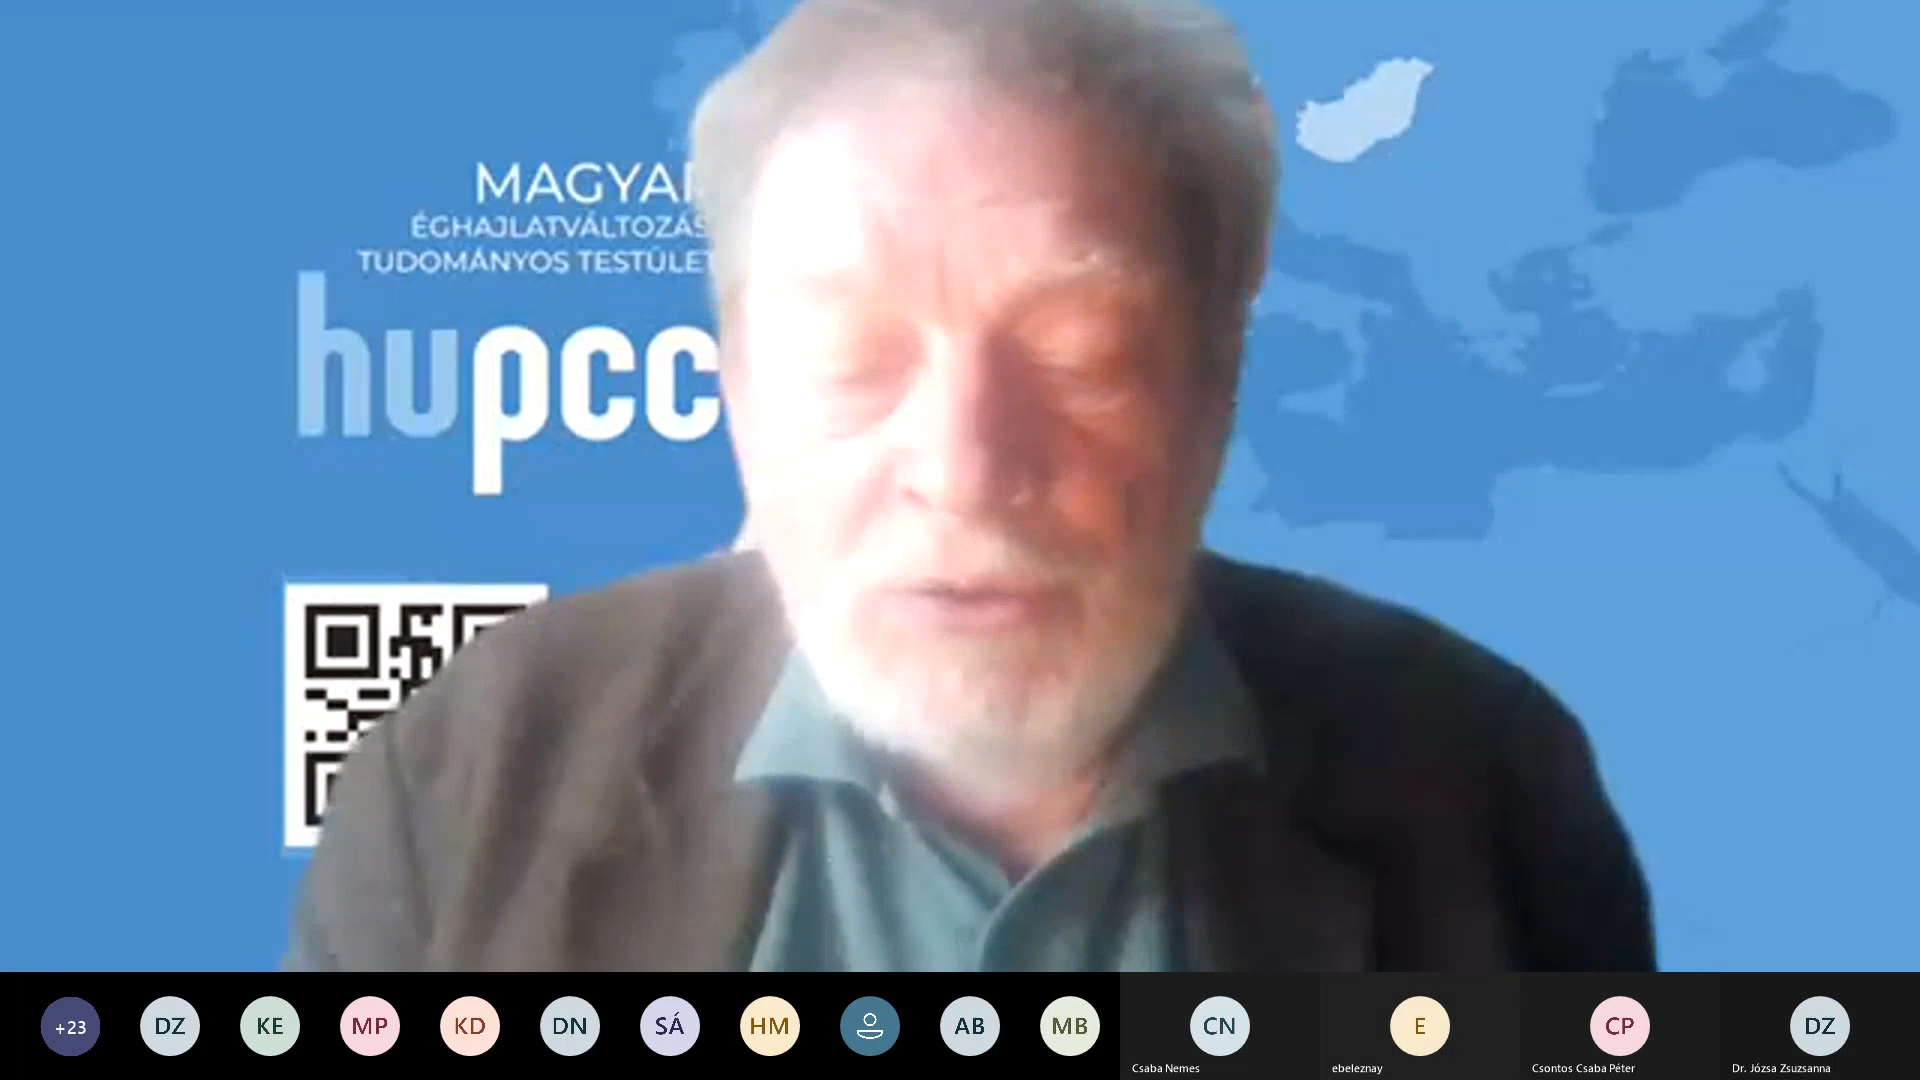 MAGYA
ÉGHAJLATVÁLTOZÁS
TUDOMÁNYOS TESTÜLET
hupcc
+23
DZ
KE
MP
KD
DN
SÁ
HM
AB
MB
CN
E
CP
DZ
Csaba Nemes
ebeleznay
Csontos Csaba Péter
Dr. Józsa Zsuzsanna